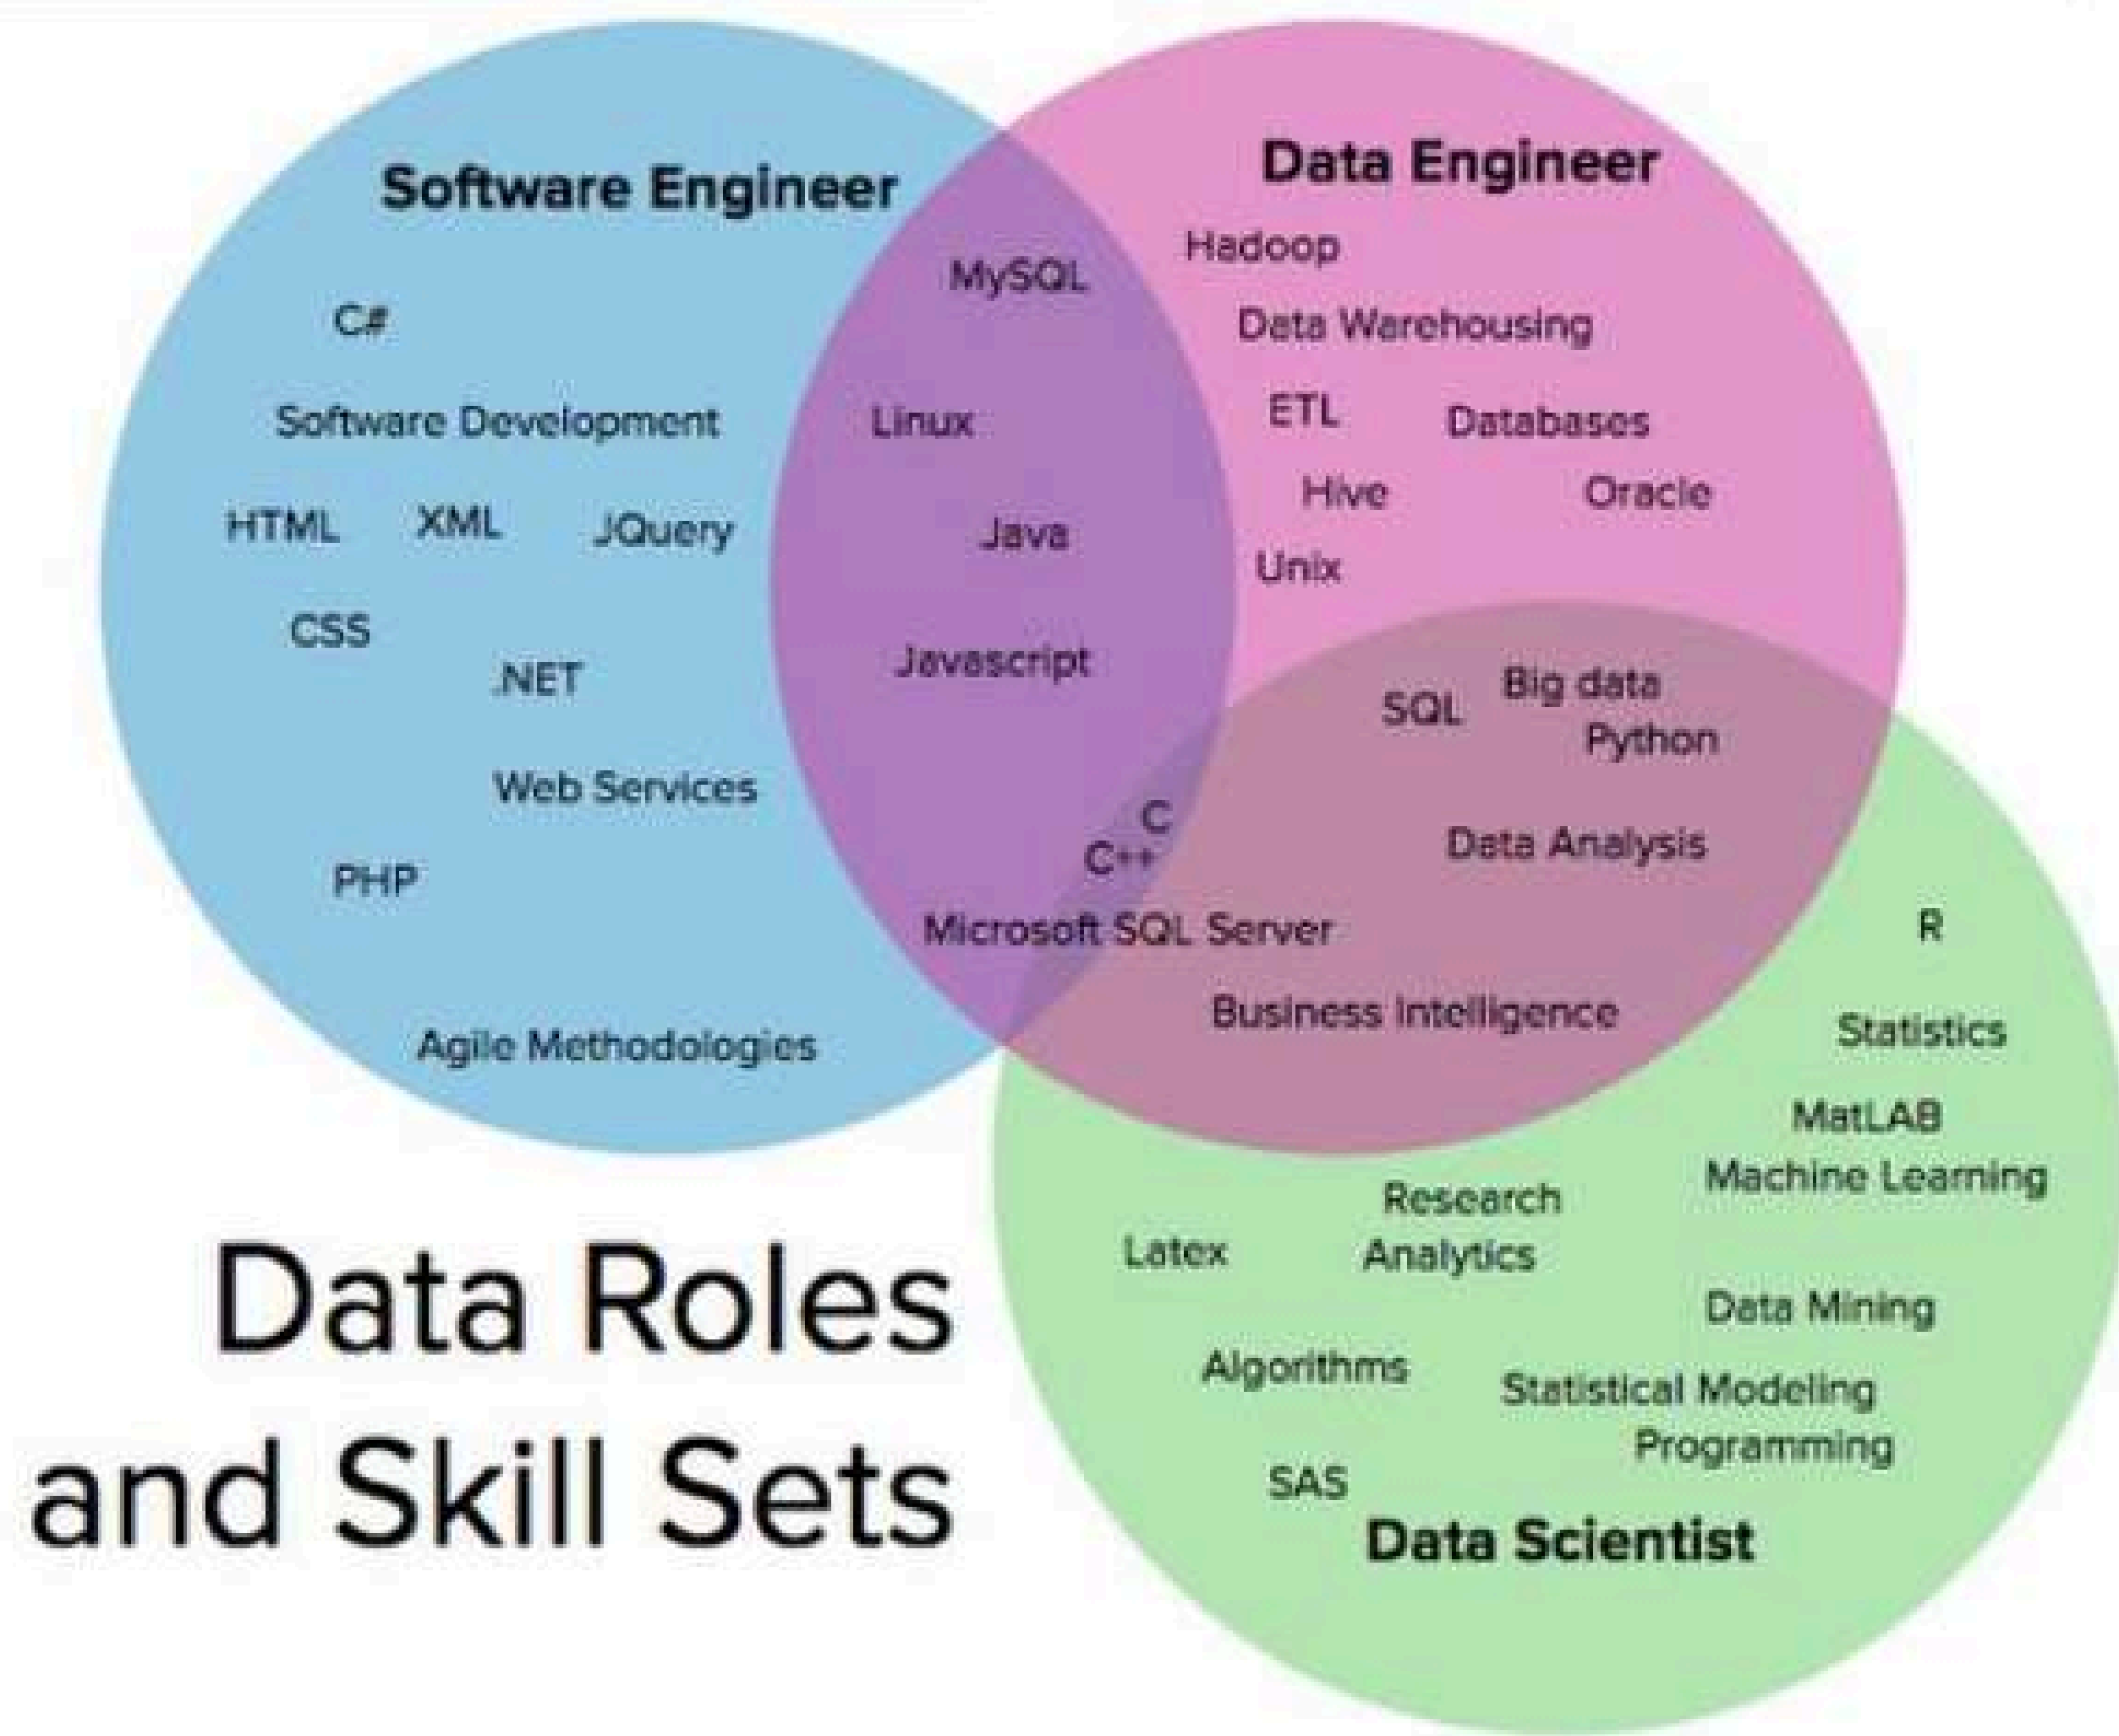 Software Engineer
C#
Software Development
HTML XML JQuery
CSS
.NET
Web Services
PHP
Agile Methodologies
MySQL
Linux
Java
Javascript
C
C++
Microsoft SQL Server
Data Engineer
Hadoop
Data Warehousing
ETL Databases
Hive Oracle
Unix
SQL Big data
Python
Data Analysis
Business Intelligence
R
Statistics
MatLAB
Machine Learning
Research
Latex Analytics
Data Mining
Algorithms
Statistical Modeling
Programming
SAS
Data Scientist
Data Roles
and Skill Sets